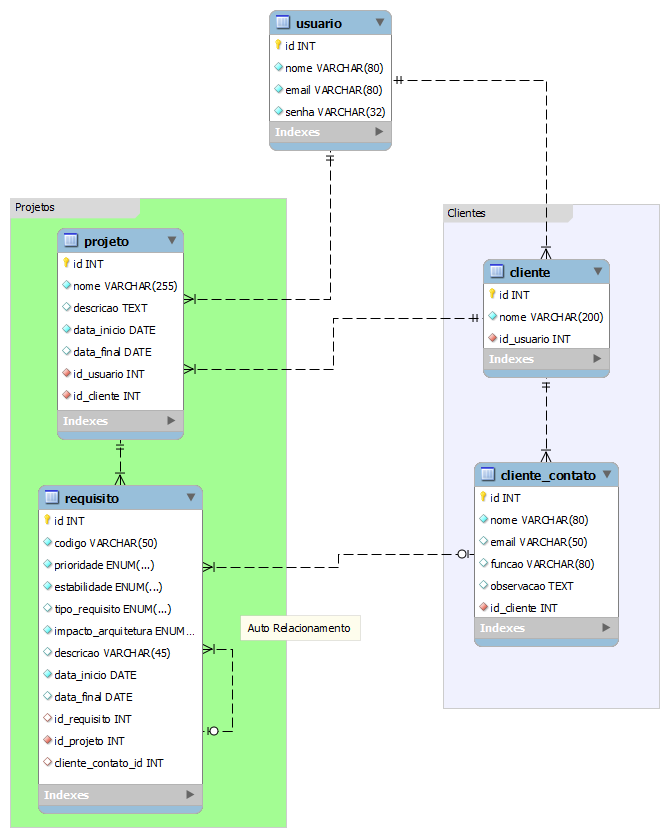 usuario
id INT
nome VARCHAR(80)
email VARCHAR(80)
senha VARCHAR(32)
Indexes
Projetos
projeto
id INT
nome VARCHAR(255)
descricao TEXT
data_inicio DATE
data_final DATE
id_usuario INT
id_cliente INT
Indexes
requisito
id INT
codigo VARCHAR(50)
prioridade ENUM(...)
estabilidade ENUM(...)
tipo_requisito ENUM(...)
impacto_arquitetura ENUM...
descricao VARCHAR(45)
data_inicio DATE
data_final DATE
id_requisito INT
id_projeto INT
cliente_contato_id INT
Indexes
Auto Relacionamento
Clientes
cliente
id INT
nome VARCHAR(200)
id_usuario INT
Indexes
cliente_contato
id INT
nome VARCHAR(80)
email VARCHAR(50)
funcao VARCHAR(80)
observacao TEXT
id_cliente INT
Indexes